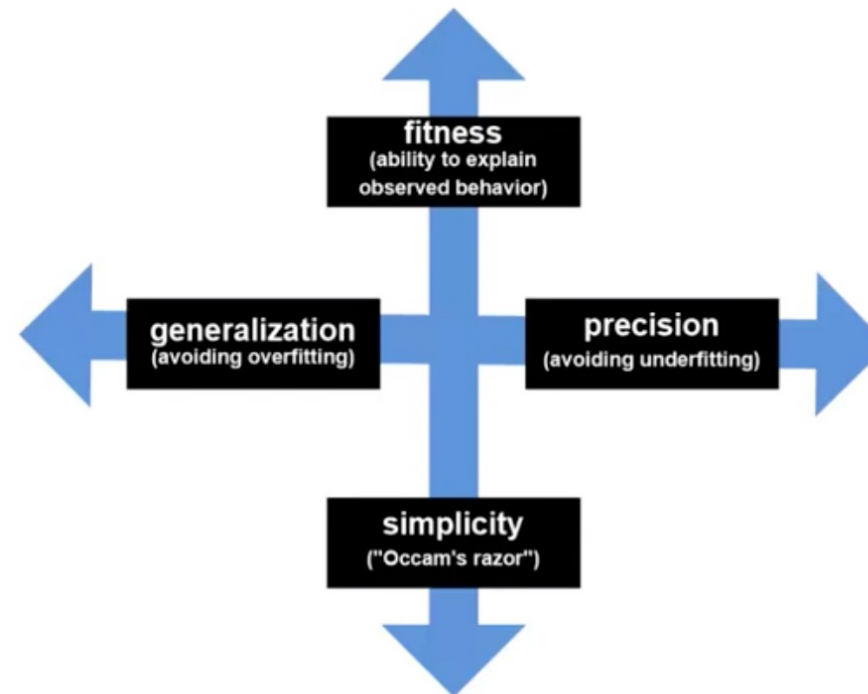 fitness
(ability to explain
observed behavior)
generalization
(avoiding overfitting)
precision
(avoiding underfitting)
simplicity
("Occam's razor")